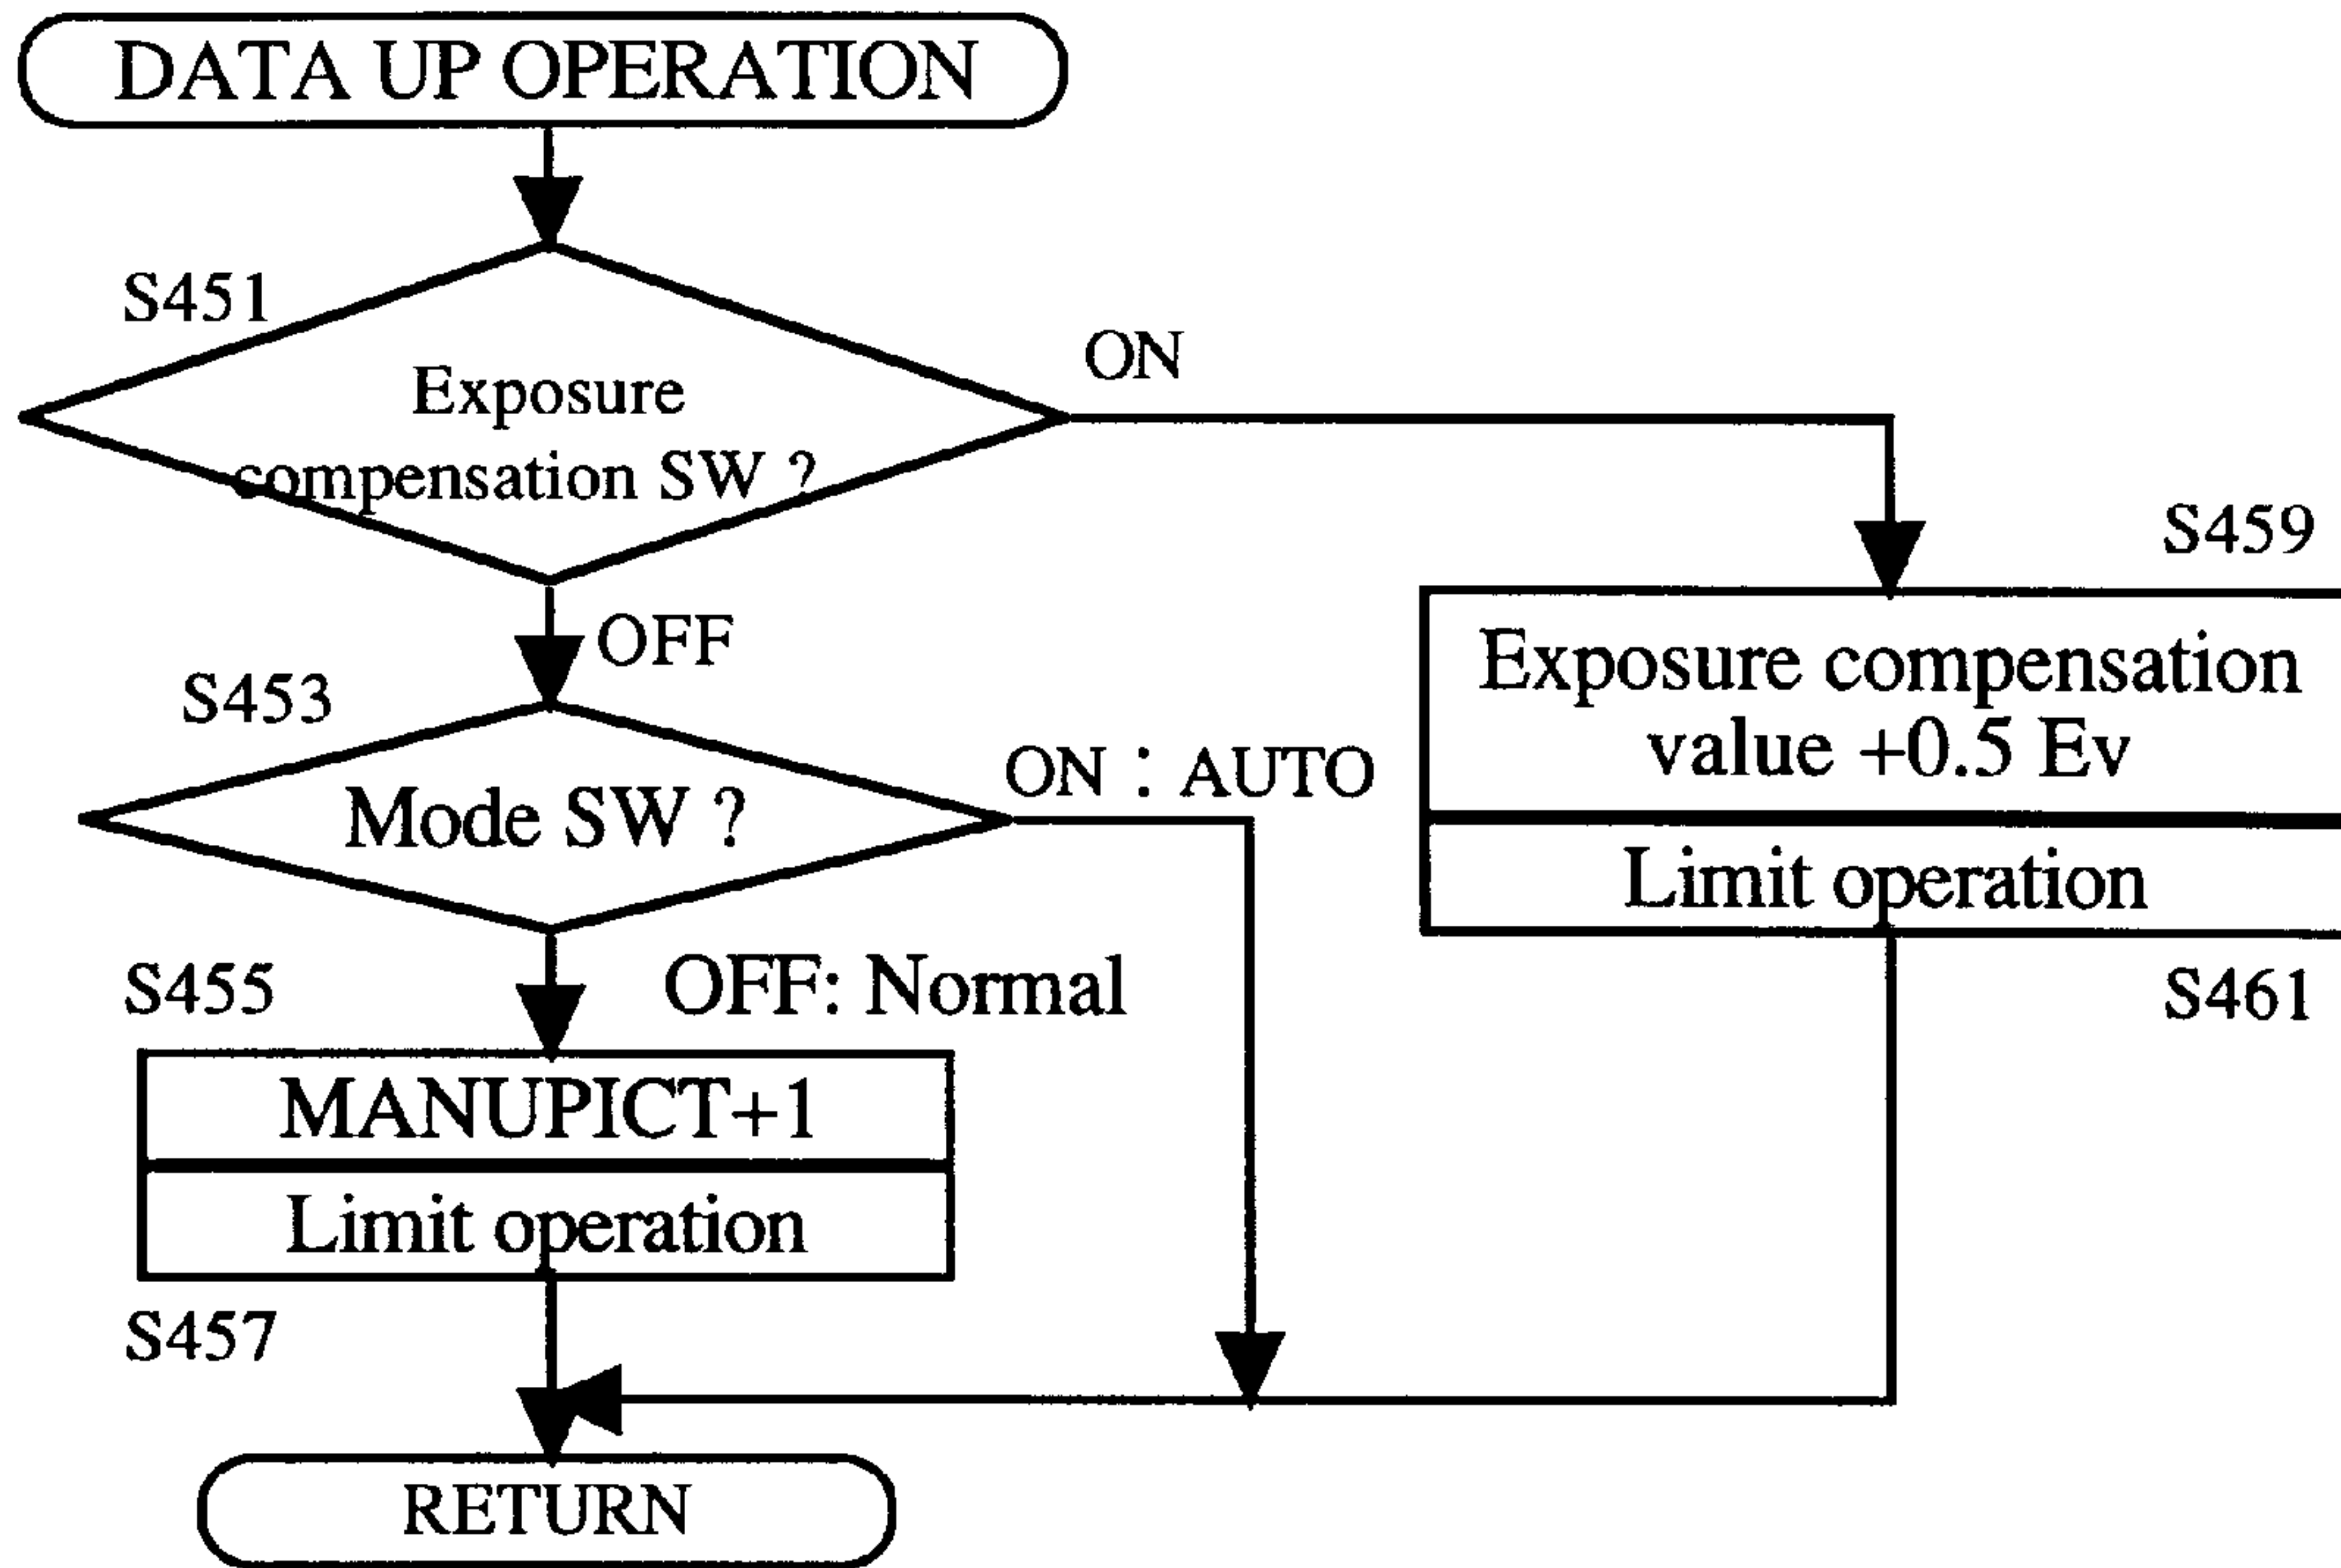 DATA UP OPERATION
S451
Exposure
compensation SW ?
ON
OFF
S459
Exposure compensation
value +0.5 Ev
Limit operation
S461
S453
Mode SW ?
ON : AUTO
OFF: Normal
S455
MANUPICT+1
Limit operation
S457
RETURN